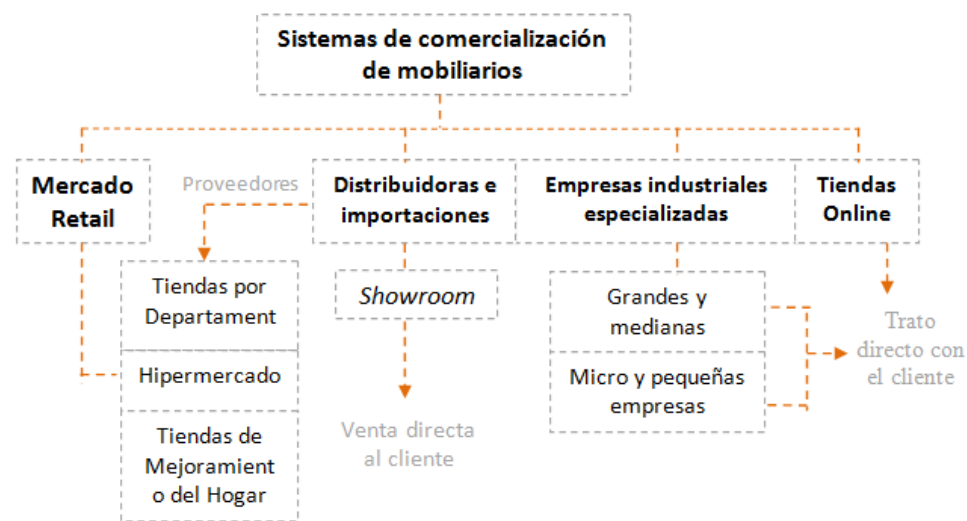 Sistemas de comercialización
de mobiliarios
Mercado
Retail
Proveedores
Distribuidoras e
importaciones
Empresas industriales
especializadas
Tiendas
Online
Tiendas por
Departament
Hipermercado
Tiendas de
Mejoramient
o del Hogar
Showroom
Venta directa
al cliente
Grandes y
medianas
Micro y pequeñas
empresas
Trato
directo con
el cliente